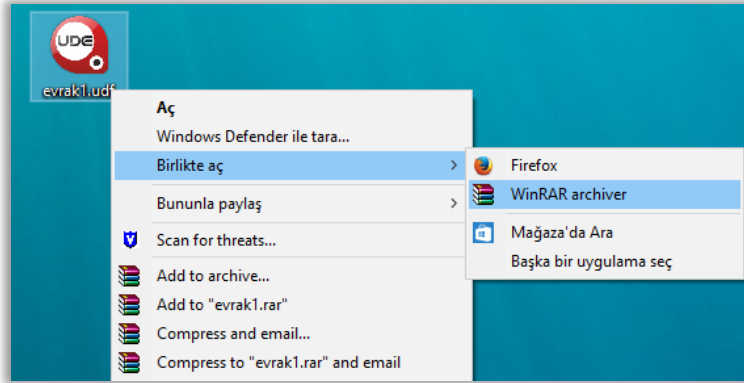 UDE
evrak1.udf
Aç
Windows Defender ile tara...
Birlikte aç
Bununla paylaş
Scan for threats...
Add to archive...
Add to "evrak1.rar"
Compress and email...
Compress to "evrak1.rar" and email
Firefox
WinRAR archiver
Mağaza'da Ara
Başka bir uygulama seç